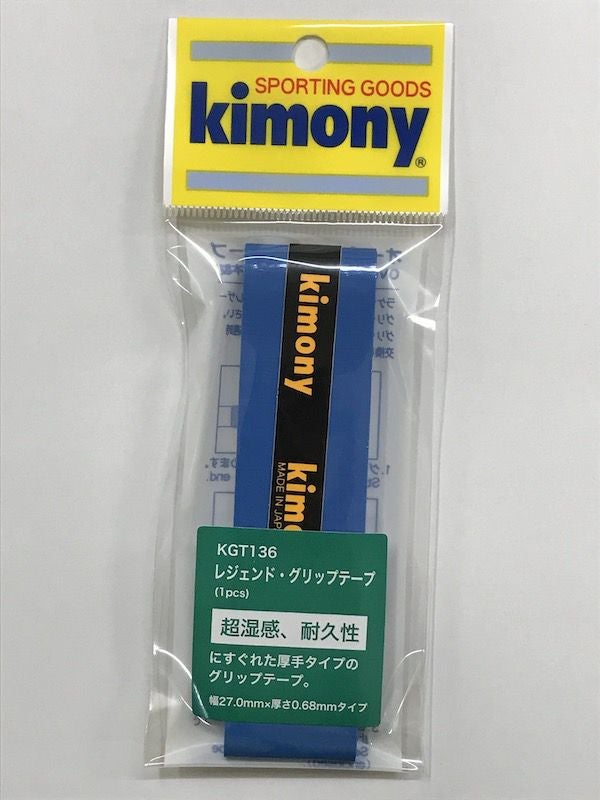 SPORTING GOODS
kimony®
kimony
kimo
MADE IN JAP
KGT136
レジェンド・グリップテープ
(1pcs)
超湿感、耐久性
にすぐれた厚手タイプの
グリップテープ。
幅27.0mm×厚さ0.68mmタイプ